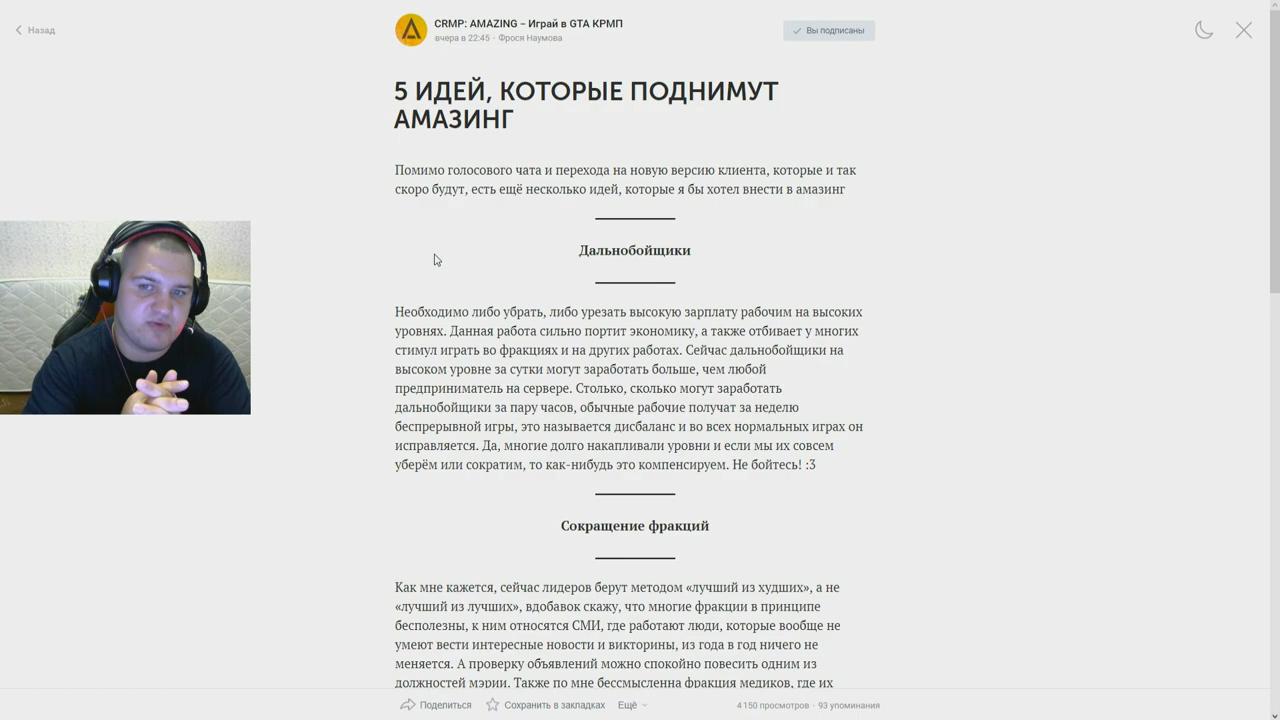 Назад
CRMP: AMAZING – Играй в GTA КРМП
вчера в 22:45 · Фрося Наумова
Вы подписаны
5 ИДЕЙ, КОТОРЫЕ ПОДНИМУТ
АМАЗИНГ
Помимо голосового чата и перехода на новую версию клиента, которые и так
скоро будут, есть ещё несколько идей, которые я бы хотел внести в амазинг
Дальнобойщики
Необходимо либо убрать, либо урезать высокую зарплату рабочим на высоких
уровнях. Данная работа сильно портит экономику, а также отбивает у многих
стимул играть во фракциях и на других работах. Сейчас дальнобойщики на
высоком уровне за сутки могут заработать больше, чем любой
предприниматель на сервере. Столько, сколько могут заработать
дальнобойщики за пару часов, обычные рабочие получат за неделю
беспрерывной игры, это называется дисбаланс и во всех нормальных играх он
исправляется. Да, многие долго накапливали уровни и если мы их совсем
уберём или сократим, то как-нибудь это компенсируем. Не бойтесь! :3
Сокращение фракций
Как мне кажется, сейчас лидеров берут методом «лучший из худших», а не
«лучший из лучших», вдобавок скажу, что многие фракции в принципе
бесполезны, к ним относятся СМИ, где работают люди, которые вообще не
умеют вести интересные новости и викторины, из года в год ничего не
меняется. А проверку объявлений можно спокойно повесить одним из
должностей мэрии. Также по мне бессмысленна фракция медиков, где их
Поделиться
Сохранить в закладках
Ещё
4 150 просмотров · 93 упоминания